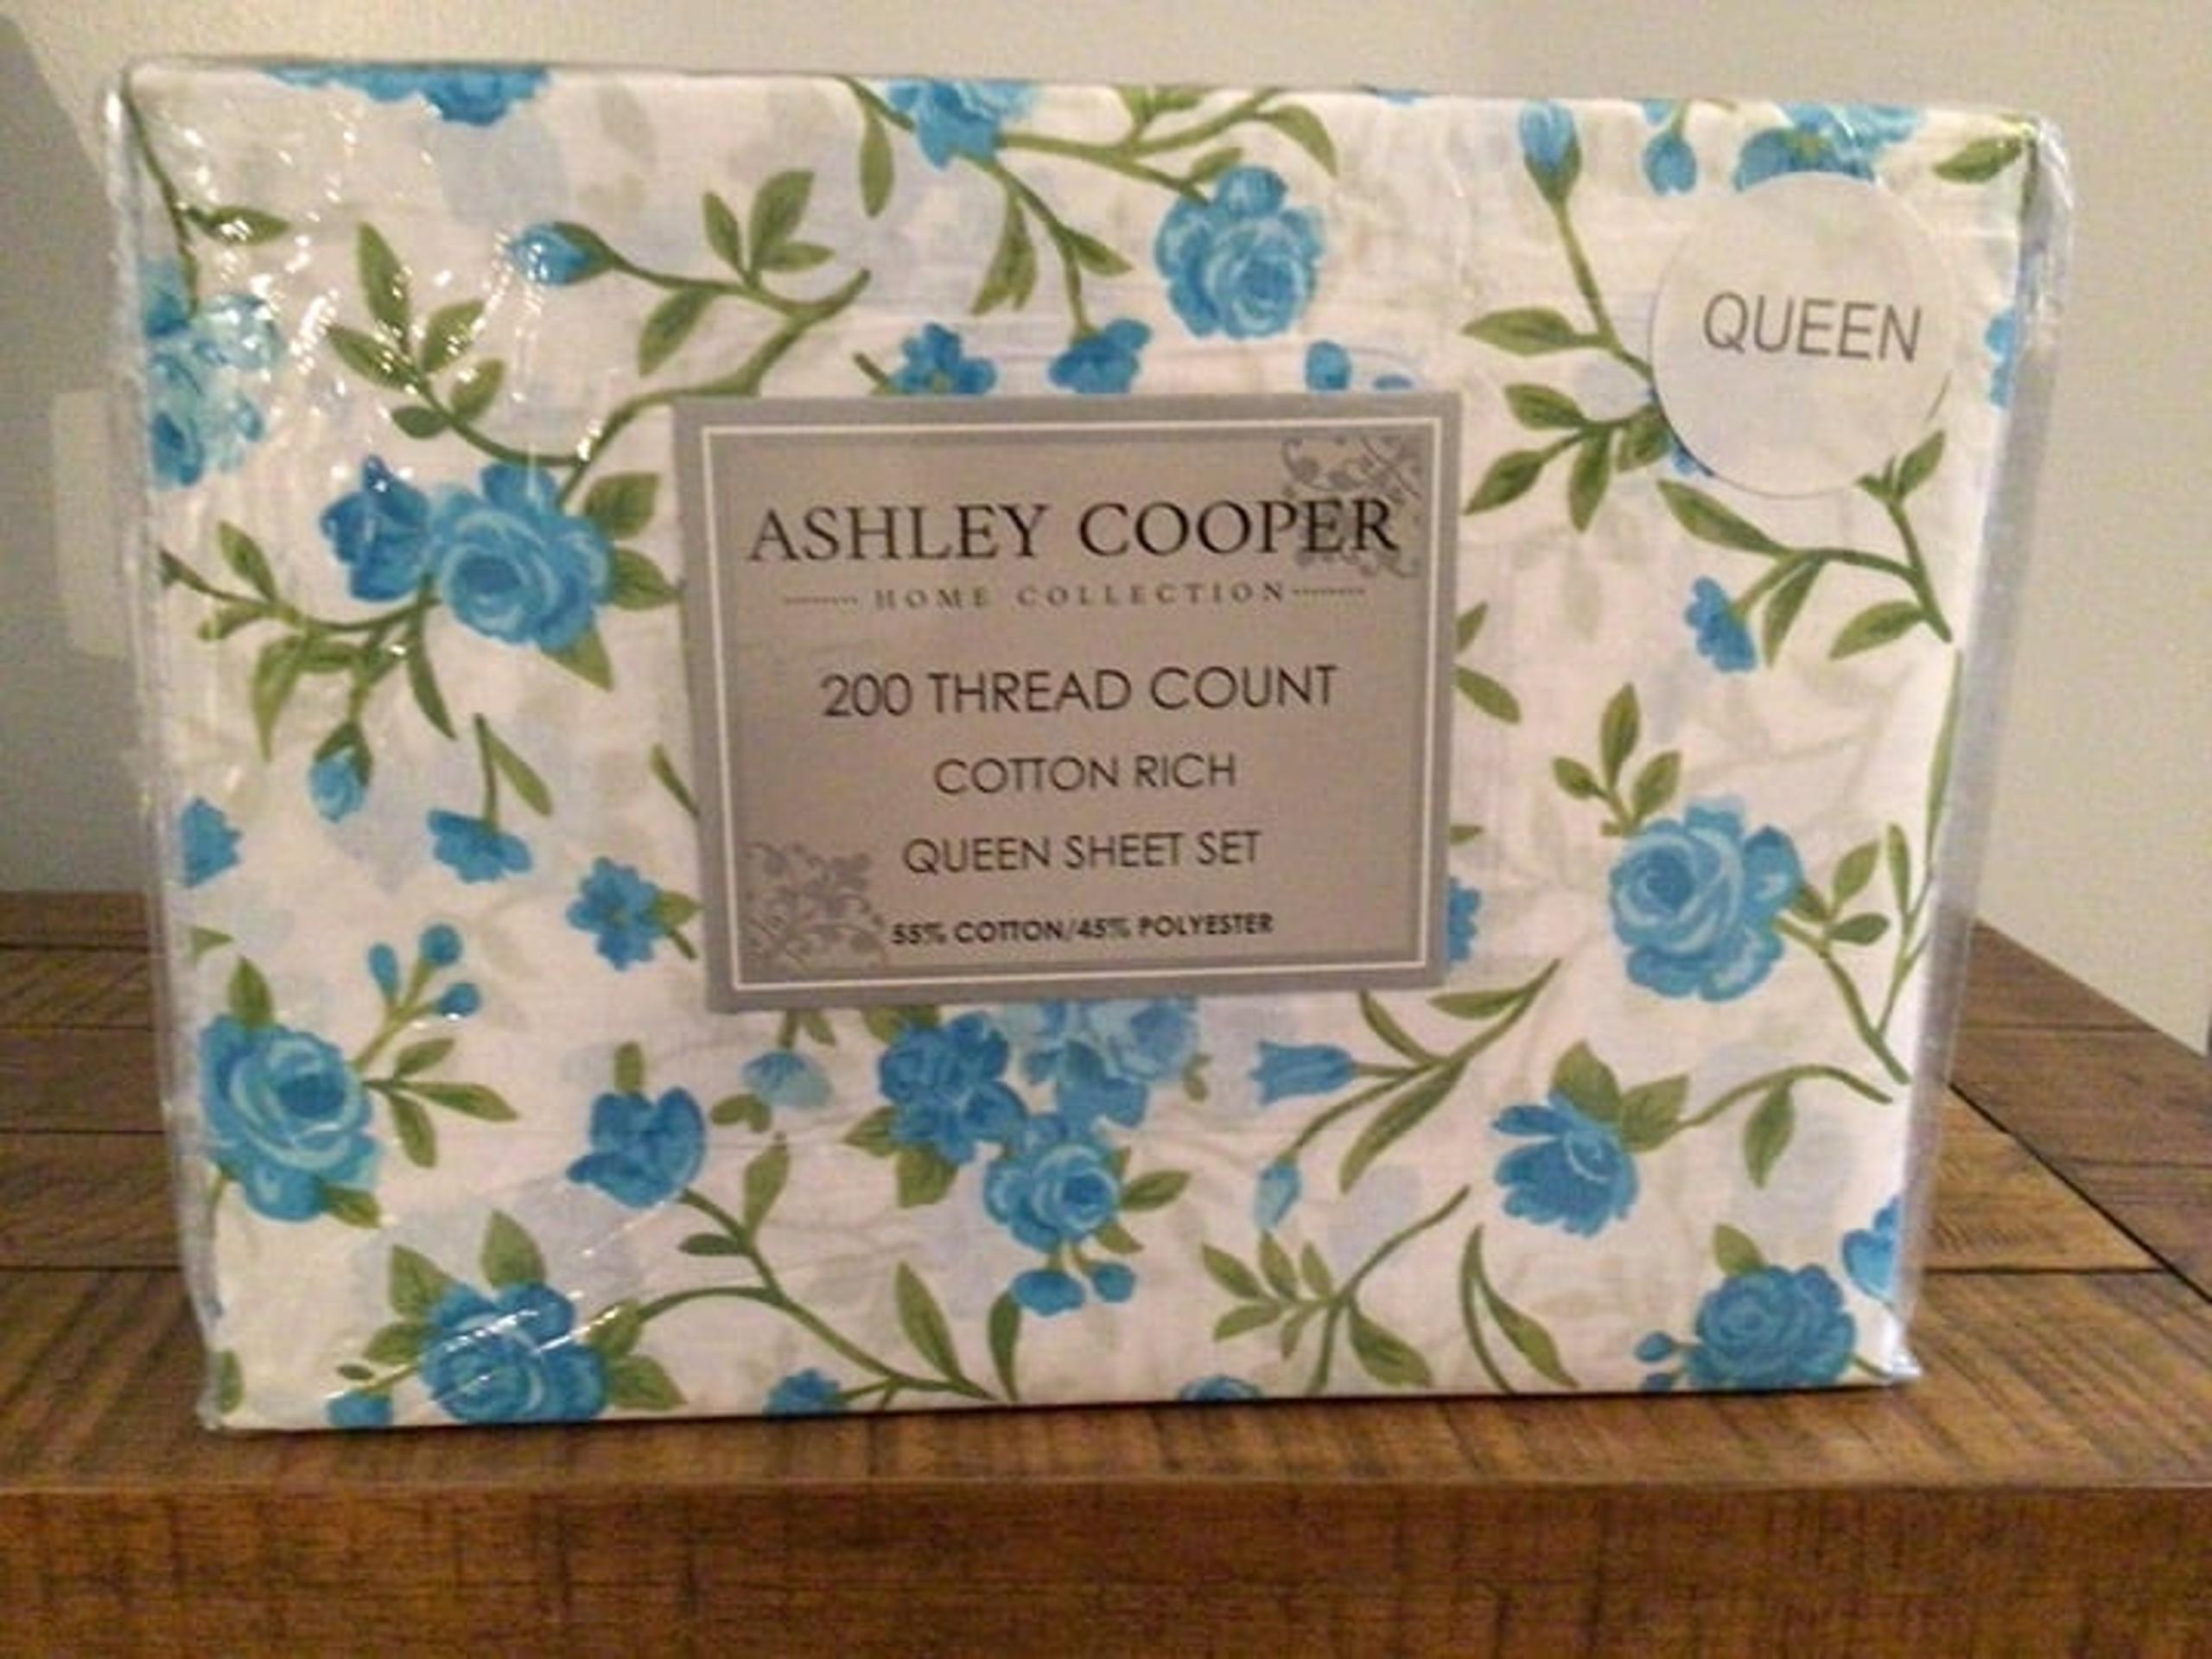 QUEEN
ASHLEY COOPER
HOME COLLECTION
200 THREAD COUNT
COTTON RICH
QUEEN SHEET SET
55% COTTON/45% POLYESTER